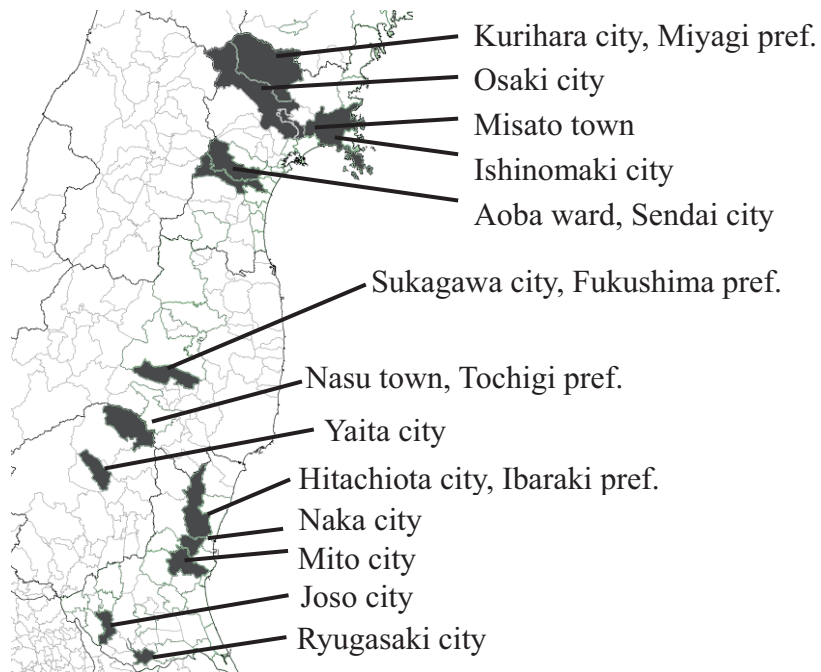 Kurihara city, Miyagi pref.
Osaki city
Misato town
Ishinomaki city
Aoba ward, Sendai city
Sukagawa city, Fukushima pref.
Nasu town, Tochigi pref.
Yaita city
Hitachiota city, Ibaraki pref.
Naka city
Mito city
Joso city
Ryugasaki city